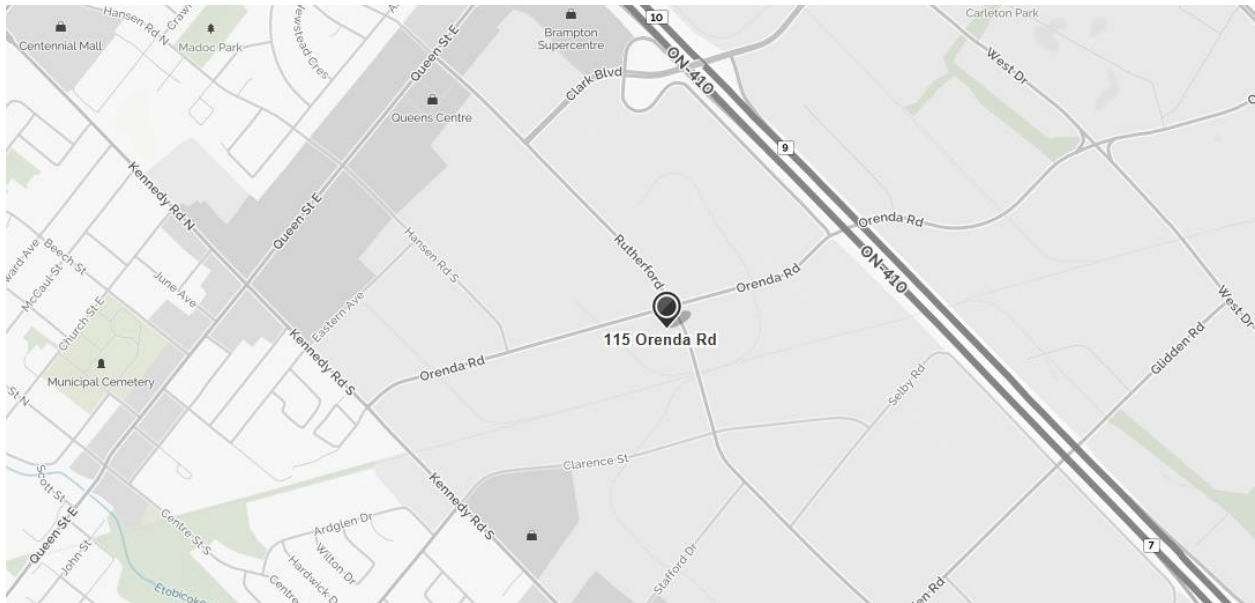 Hansen Rd N
Newstead Cres
Centennial Mall
Madoc Park
Queen St E
Brampton
Supercentre
10
ON-410
Carleton Park
West Dr
Clark Blvd
Queens Centre
9
Kennedy Rd N
Queen St E
Hansen Rd S
Orenda Rd
Beech St
McCaul St
June Ave
Church St E
Eastern Ave
Rutherford
Orenda Rd
ON-410
West Dr
115 Orenda Rd
Glidden Rd
Kennedy Rd S
Orenda Rd
Municipal Cemetery
Selby Rd
Clarence St
Scott St
Kennedy Rd S
Queen St E
John St
Centre St S
Ardglen Dr
Wilton Dr
Hardwick D
Centre
Stafford Dr
7
Etobicok